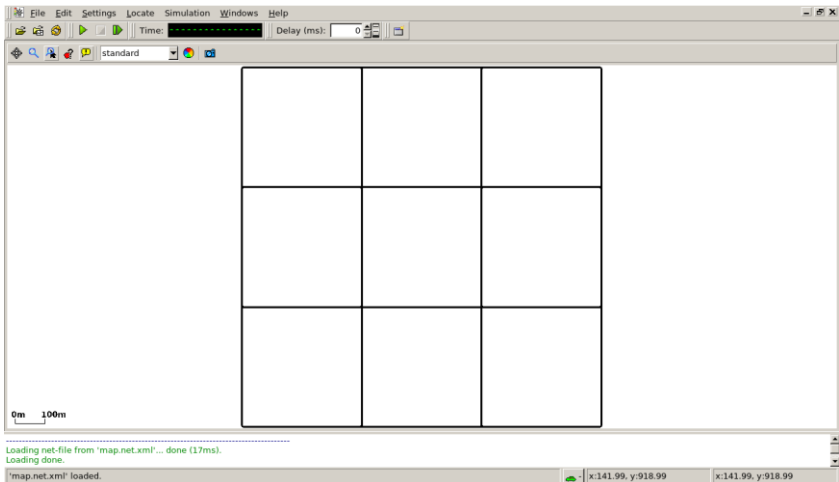 File Edit Settings Locate Simulation Windows Help
Time: ----------------- Delay (ms): 0
standard
0m 100m
Loading net-file from 'map.net.xml'... done (17ms).
Loading done.
'map.net.xml' loaded. x:141.99, y:918.99 x:141.99, y:918.99